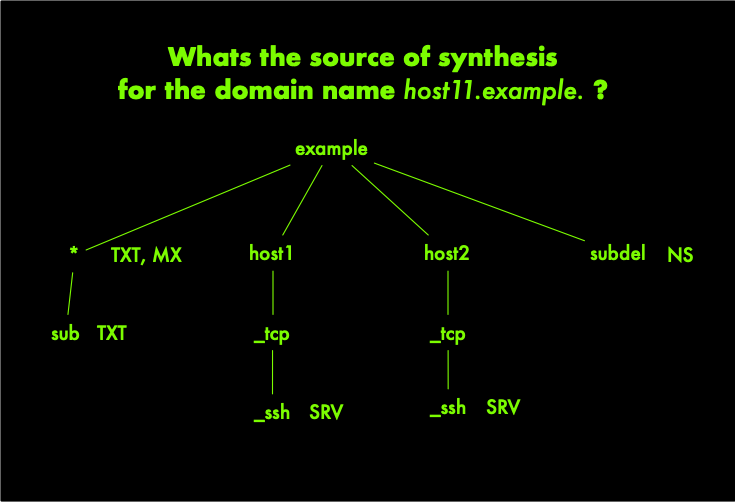 Whats the source of synthesis
for the domain name host11.example. ?
example
* TXT, MX host1 host2 subdel NS
sub TXT _tcp _tcp
_ssh SRV _ssh SRV